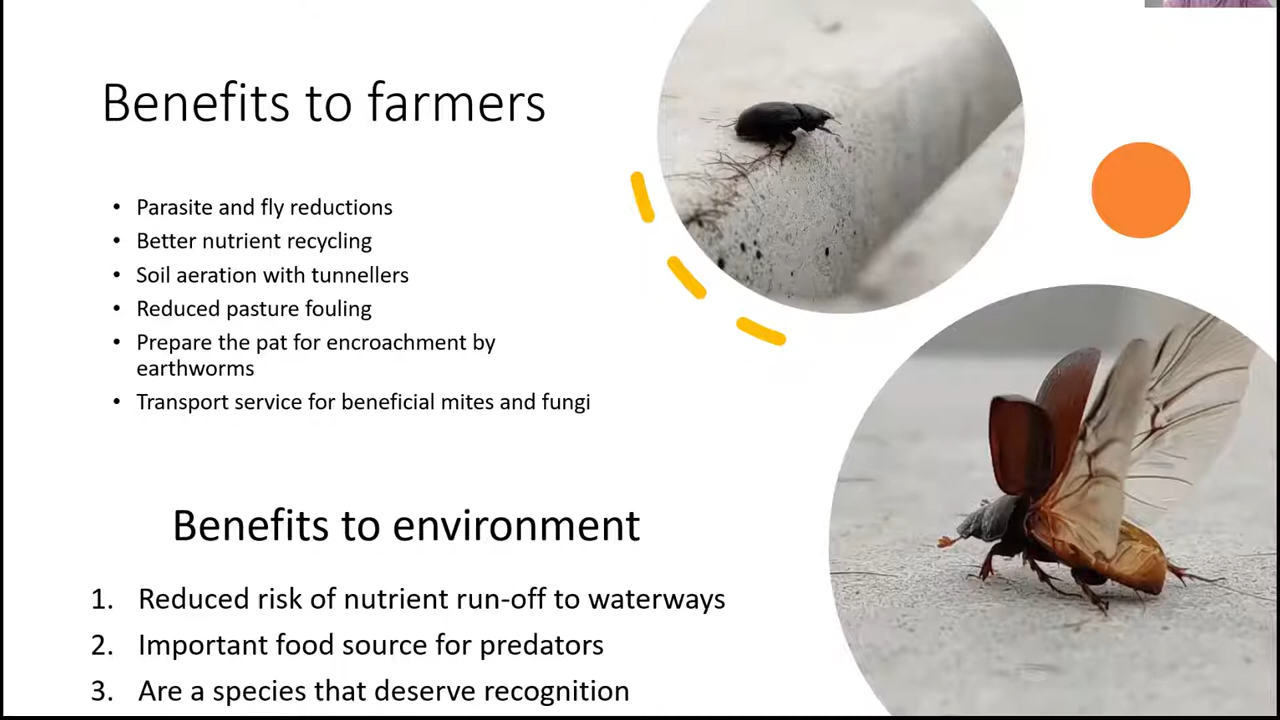 Benefits to farmers
• Parasite and fly reductions
• Better nutrient recycling
• Soil aeration with tunnellers
• Reduced pasture fouling
• Prepare the pat for encroachment by
earthworms
• Transport service for beneficial mites and fungi
Benefits to environment
1. Reduced risk of nutrient run-off to waterways
2. Important food source for predators
3. Are a species that deserve recognition